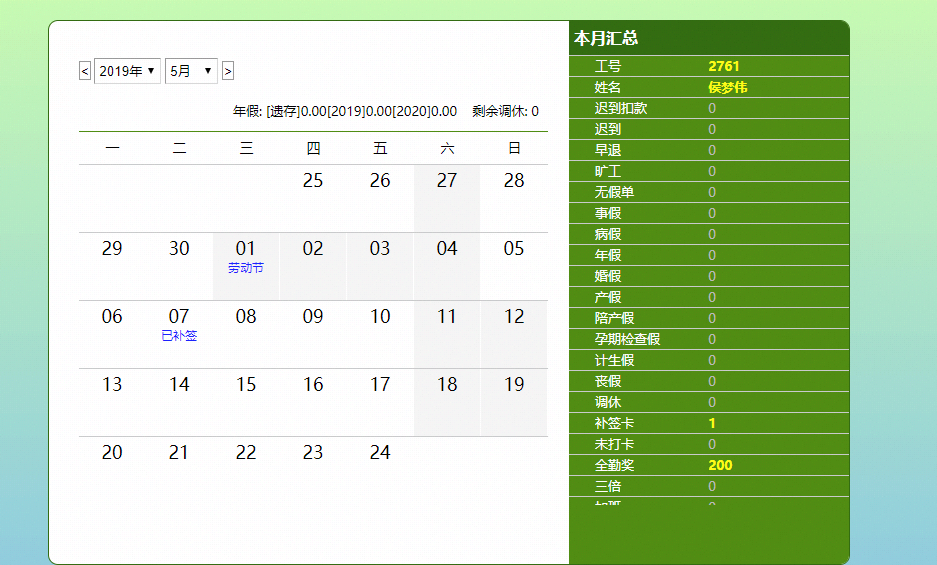 < 2019年 5月 >
年假: [遗存]0.00[2019]0.00[2020]0.00 剩余调休: 0
一 二 三 四 五 六 日
25 26 27 28
29 30 01 02 03 04 05
劳动节
06 07 08 09 10 11 12
已补签
13 14 15 16 17 18 19
20 21 22 23 24
本月汇总
工号 2761
姓名 侯梦伟
迟到扣款 0
迟到 0
早退 0
旷工 0
无假单 0
事假 0
病假 0
年假 0
婚假 0
产假 0
陪产假 0
孕期检查假 0
计生假 0
丧假 0
调休 0
补签卡 1
未打卡 0
全勤奖 200
三倍 0